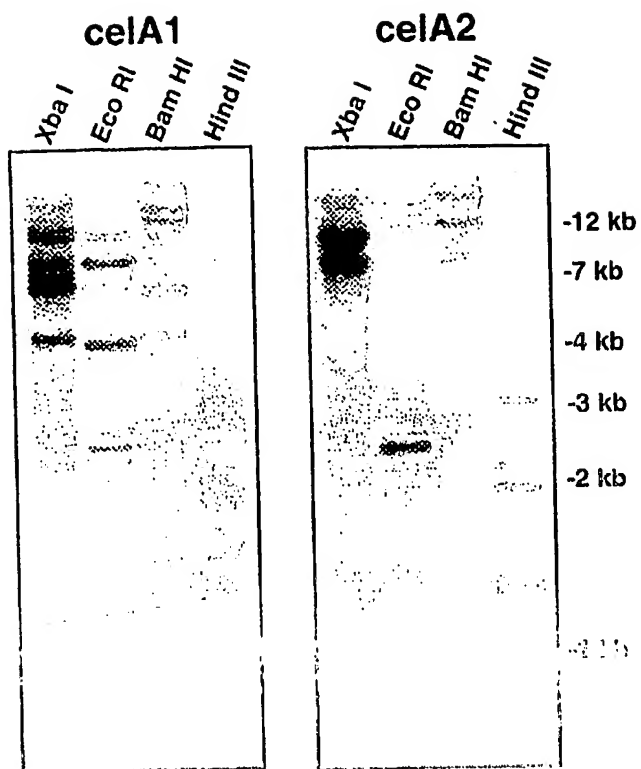 celA1
celA2
Xba I
Eco RI
Bam HI
Hind III
Xba I
Eco RI
Bam HI
Hind III
-12 kb
-7 kb
-4 kb
-3 kb
-2 kb